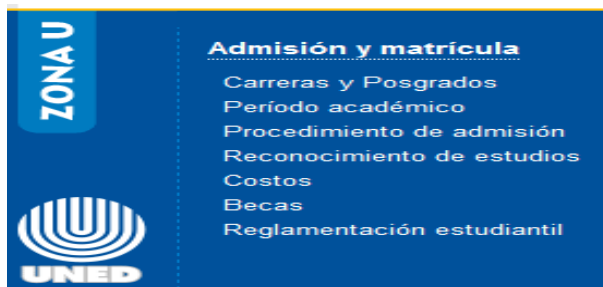 ZONA U
Admisión y matrícula
Carreras y Posgrados
Período académico
Procedimiento de admisión
Reconocimiento de estudios
Costos
Becas
Reglamentación estudiantil
UNED